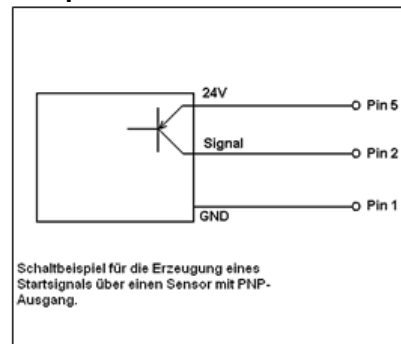 24V
Pin 5
Signal
Pin 2
Pin 1
GND
Schaltbeispiel für die Erzeugung eines
Startsignals über einen Sensor mit PNP-
Ausgang.